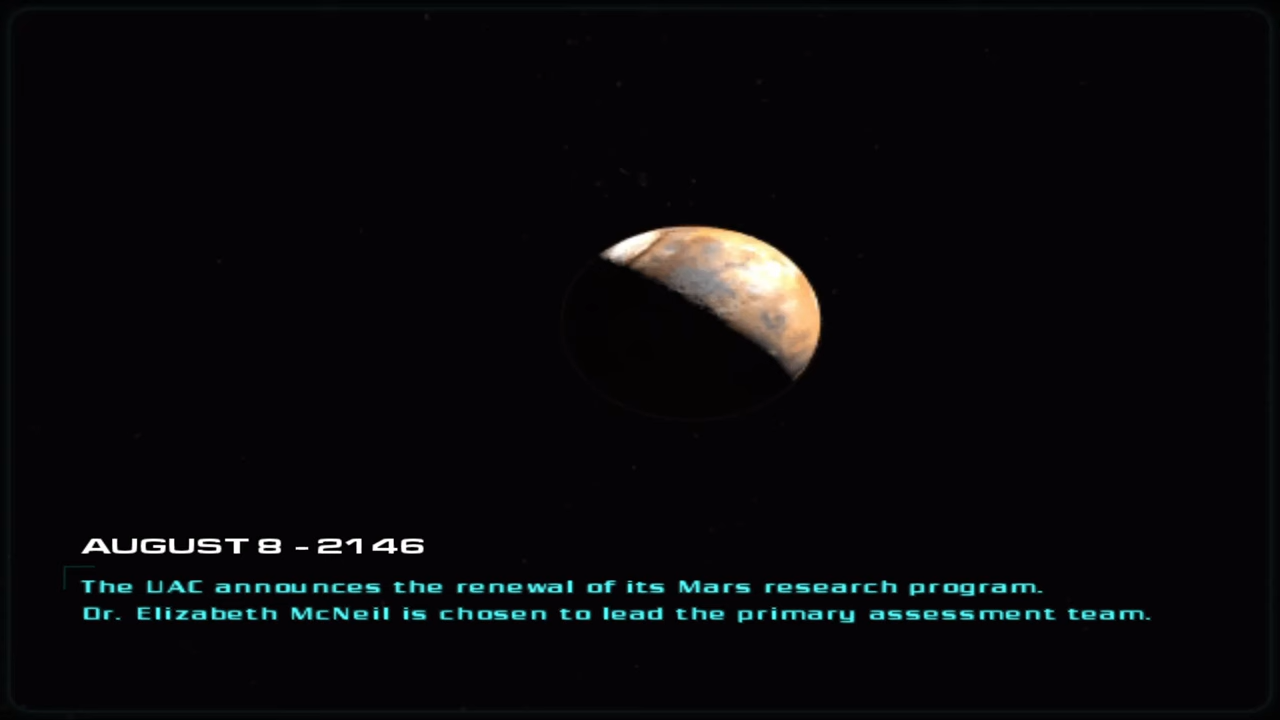 AUGUST 8 - 2146
The UAC announces the renewal of its Mars research program.
Dr. Elizabeth McNeil is chosen to lead the primary assessment team.